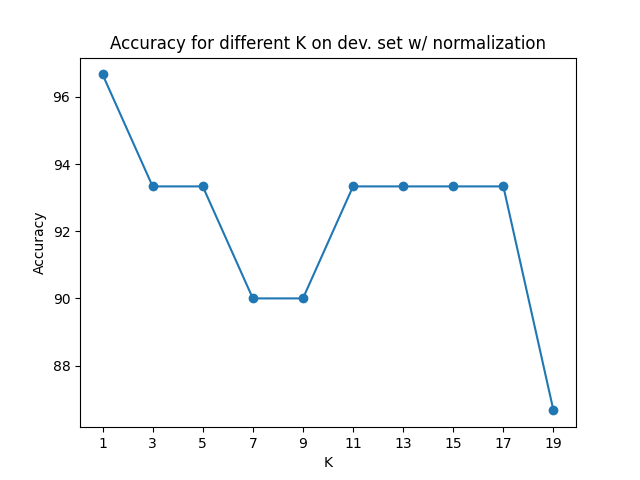 Accuracy for different K on dev. set w/ normalization
96
94
92
90
88
Accuracy
1 3 5 7 9 11 13 15 17 19
K